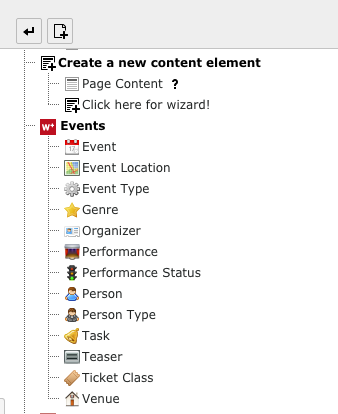 Create a new content element
Page Content ?
Click here for wizard!
w+ Events
Event
Event Location
Event Type
Genre
Organizer
Performance
Performance Status
Person
Person Type
Task
Teaser
Ticket Class
Venue